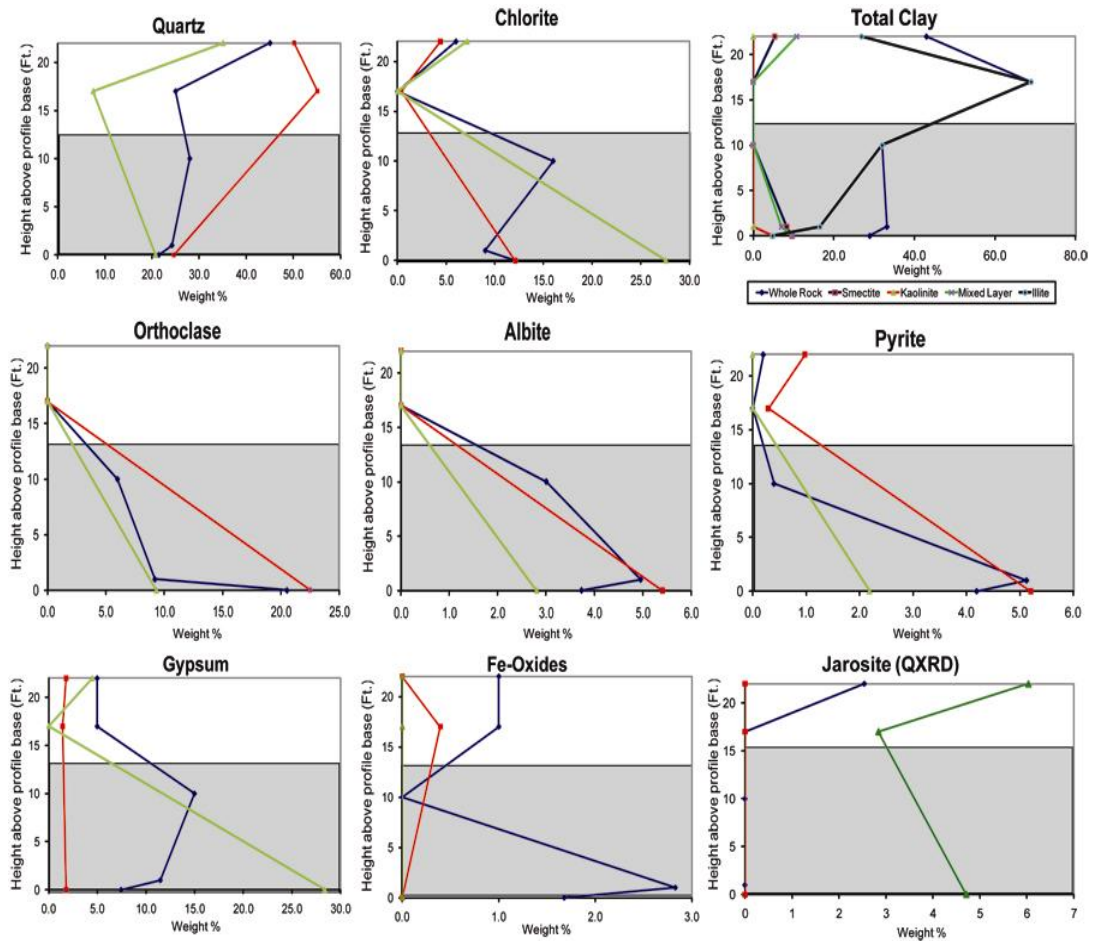 Quartz
Height above profile base (Ft.)
20
15
10
5
0
0.0 10.0 20.0 30.0 40.0 50.0 60.0
Weight %
Chlorite
Height above profile base (Ft.)
20
15
10
5
0
0.0 5.0 10.0 15.0 20.0 25.0 30.0
Weight %
Total Clay
Height above profile base (Ft.)
20
15
10
5
0
0.0 20.0 40.0 60.0 80.0
Weight %
Whole Rock Smectite Kaolinite Mixed Layer Illite
Orthoclase
Height above profile base (Ft.)
20
15
10
5
0
0.0 5.0 10.0 15.0 20.0 25.0
Weight %
Albite
Height above profile base (Ft.)
20
15
10
5
0
0.0 1.0 2.0 3.0 4.0 5.0 6.0
Weight %
Pyrite
Height above profile base (Ft.)
20
15
10
5
0
0.0 1.0 2.0 3.0 4.0 5.0 6.0
Weight %
Gypsum
Height above profile base (Ft.)
20
15
10
5
0
0.0 5.0 10.0 15.0 20.0 25.0 30.0
Weight %
Fe-Oxides
Height above profile base (Ft.)
20
15
10
5
0
0.0 1.0 2.0 3.0
Weight %
Jarosite (QXRD)
Height above profile base (Ft.)
20
15
10
5
0
0 1 2 3 4 5 6 7
Weight %